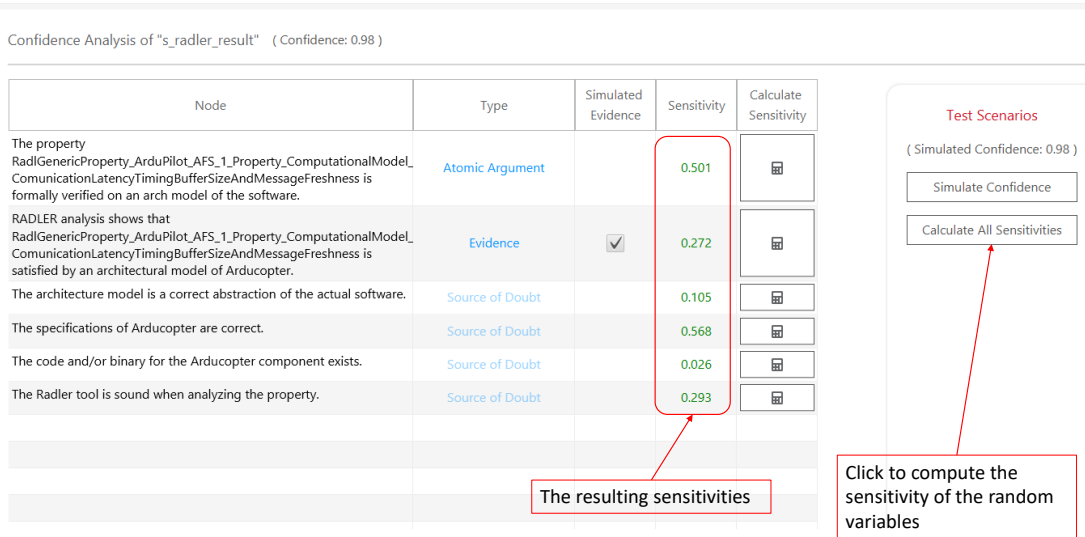 Confidence Analysis of "s_radler_result" ( Confidence: 0.98 )
Node
Type
Simulated
Evidence
Sensitivity
Calculate
Sensitivity
The property
RadlGenericProperty_ArduPilot_AFS_1_Property_ComputationalModel_
ComunicationLatencyTimingBufferSizeAndMessageFreshness is
formally verified on an arch model of the software.
Atomic Argument
0.501
RADLER analysis shows that
RadlGenericProperty_ArduPilot_AFS_1_Property_ComputationalModel_
ComunicationLatencyTimingBufferSizeAndMessageFreshness is
satisfied by an architectural model of Arducopter.
Evidence
0.272
The architecture model is a correct abstraction of the actual software.
Source of Doubt
0.105
The specifications of Arducopter are correct.
Source of Doubt
0.568
The code and/or binary for the Arducopter component exists.
Source of Doubt
0.026
The Radler tool is sound when analyzing the property.
Source of Doubt
0.293
The resulting sensitivities
Test Scenarios
( Simulated Confidence: 0.98 )
Simulate Confidence
Calculate All Sensitivities
Click to compute the
sensitivity of the random
variables